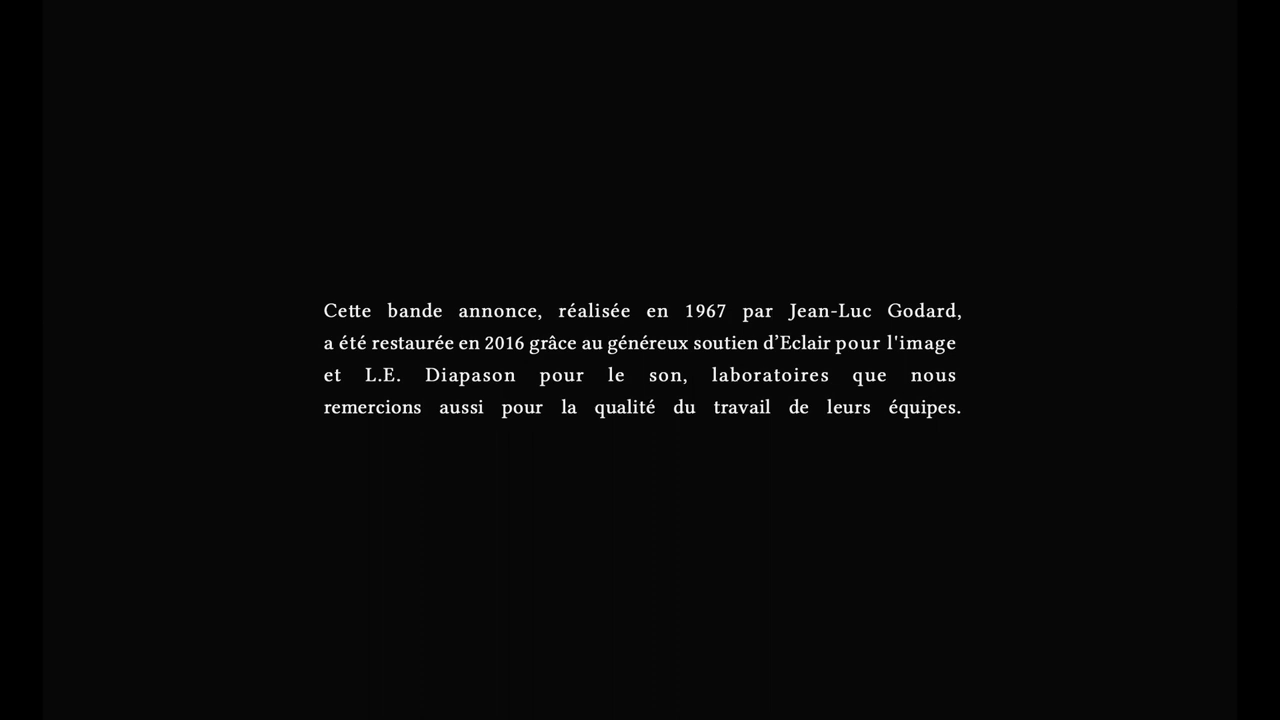 Cette bande annonce, réalisée en 1967 par Jean-Luc Godard,
a été restaurée en 2016 grâce au généreux soutien d’Eclair pour l'image
et L.E. Diapason pour le son, laboratoires que nous
remercions aussi pour la qualité du travail de leurs équipes.